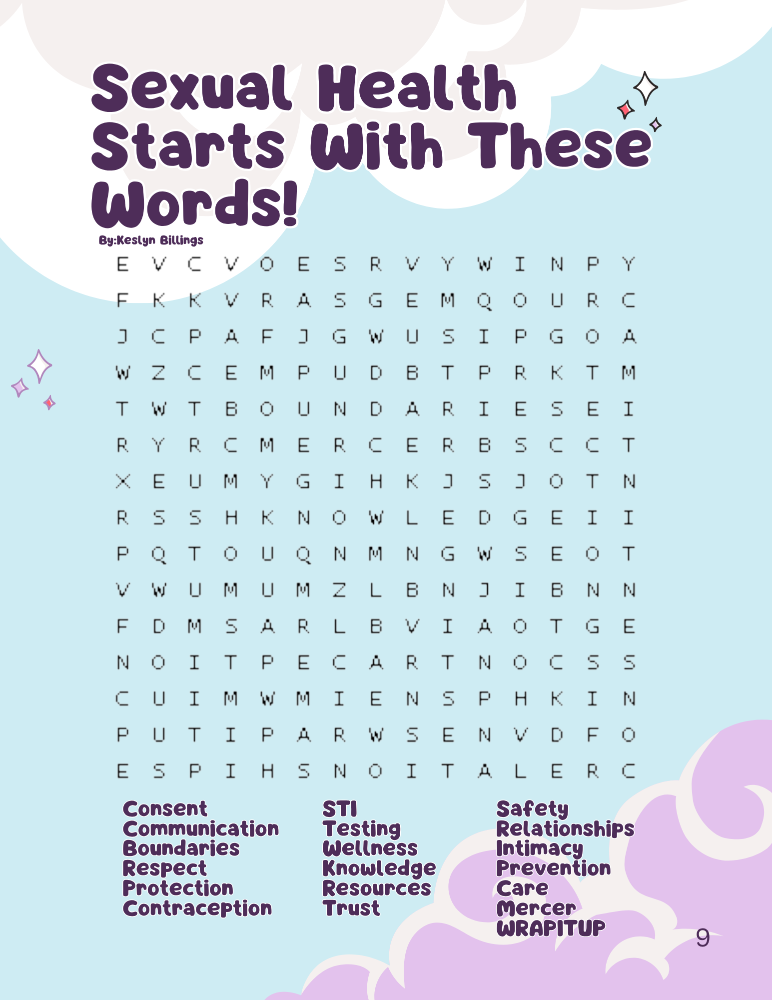 Sexual Health
Starts With These
Words!
By:Keslyn Billings
E V C V O E S R V Y W I N P Y
F K K V R A S G E M Q O U R C
J C P A F J G W U S I P G O A
W Z C E M P U D B T P R K T M
T W T B O U N D A R I E S E I
R Y R C M E R C E R B S C C T
X E U M Y G I H K J S J O T N
R S S H K N O W L E D G E I I
P Q T O U Q N M N G W S E O T
V W U M U M Z L B N J I B N N
F D M S A R L B V I A O T G E
N O I T P E C A R T N O C S S
C U I M W M I E N S P H K I N
P U T I P A R W S E N V D F O
E S P I H S N O I T A L E R C
Consent
Communication
Boundaries
Respect
Protection
Contraception
STI
Testing
Wellness
Knowledge
Resources
Trust
Safety
Relationships
Intimacy
Prevention
Care
Mercer
WRAPITUP
9